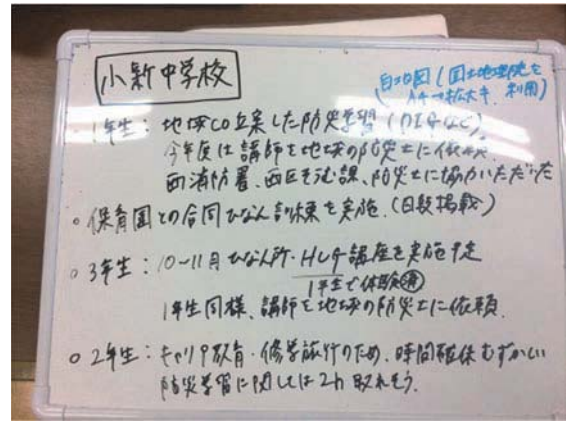 小新中学校
白地図(国土地理院を
A4→拡大キ 利用)
1年生:地域CO立案した防災学習(DIGなど)。
今年度は講師を地域の防災士に依頼。
西消防署、西区そ務課、防災士に協力いただいた
○保育園との合同ひなん訓練を実施。(日報掲載)
○3年生:10~11月 ひなん所・HUG講座を実施予定
1年生で体験済
1年生同様、講師を地域の防災士に依頼。
○2年生:キャリア教育・修学旅行のため、時間確保むずかしい
防災学習に関しては2h取れそう。